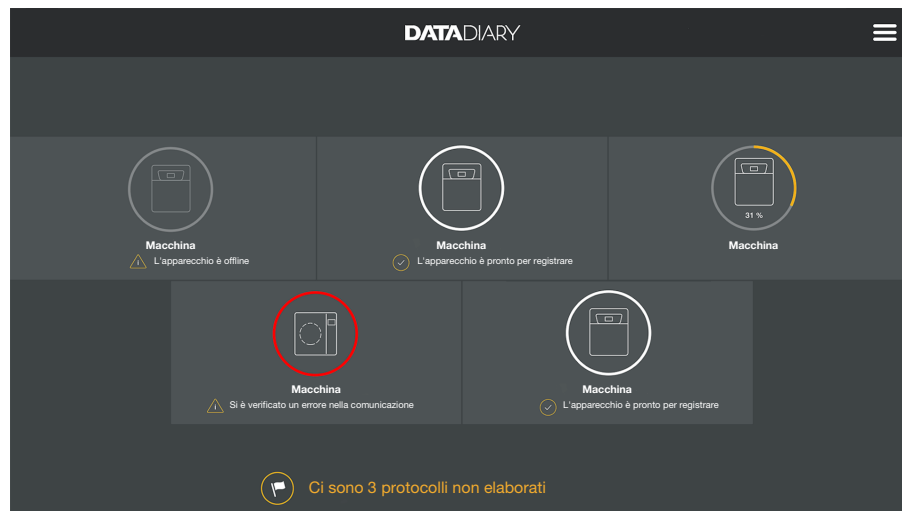 DATADIARY
31 %
Macchina
L'apparecchio è offline
Macchina
L'apparecchio è pronto per registrare
Macchina
Macchina
Si è verificato un errore nella comunicazione
Macchina
L'apparecchio è pronto per registrare
Ci sono 3 protocolli non elaborati